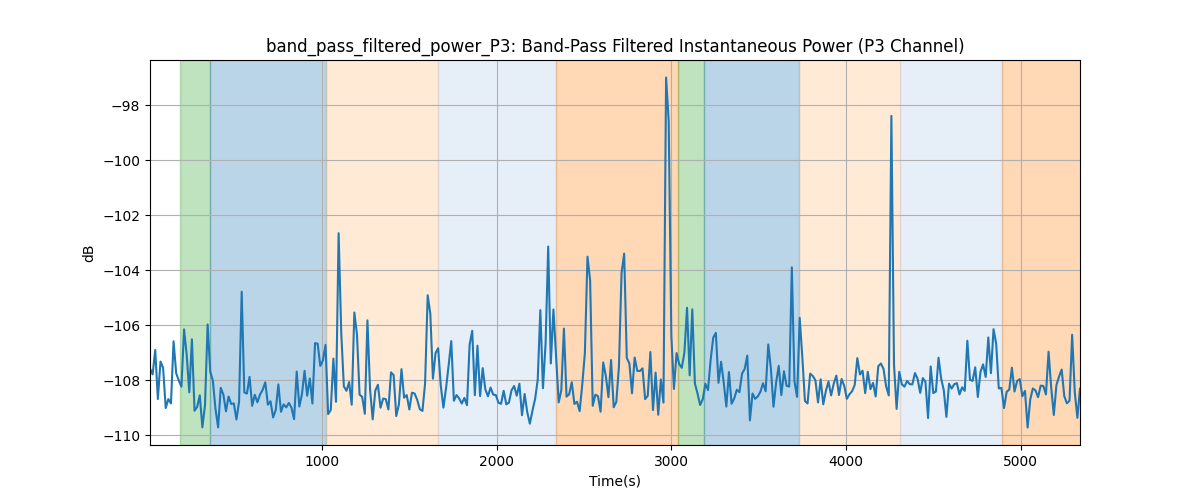 band_pass_filtered_power_P3: Band-Pass Filtered Instantaneous Power (P3 Channel)
dB
−98
−100
−102
−104
−106
−108
−110
1000 2000 3000 4000 5000
Time(s)